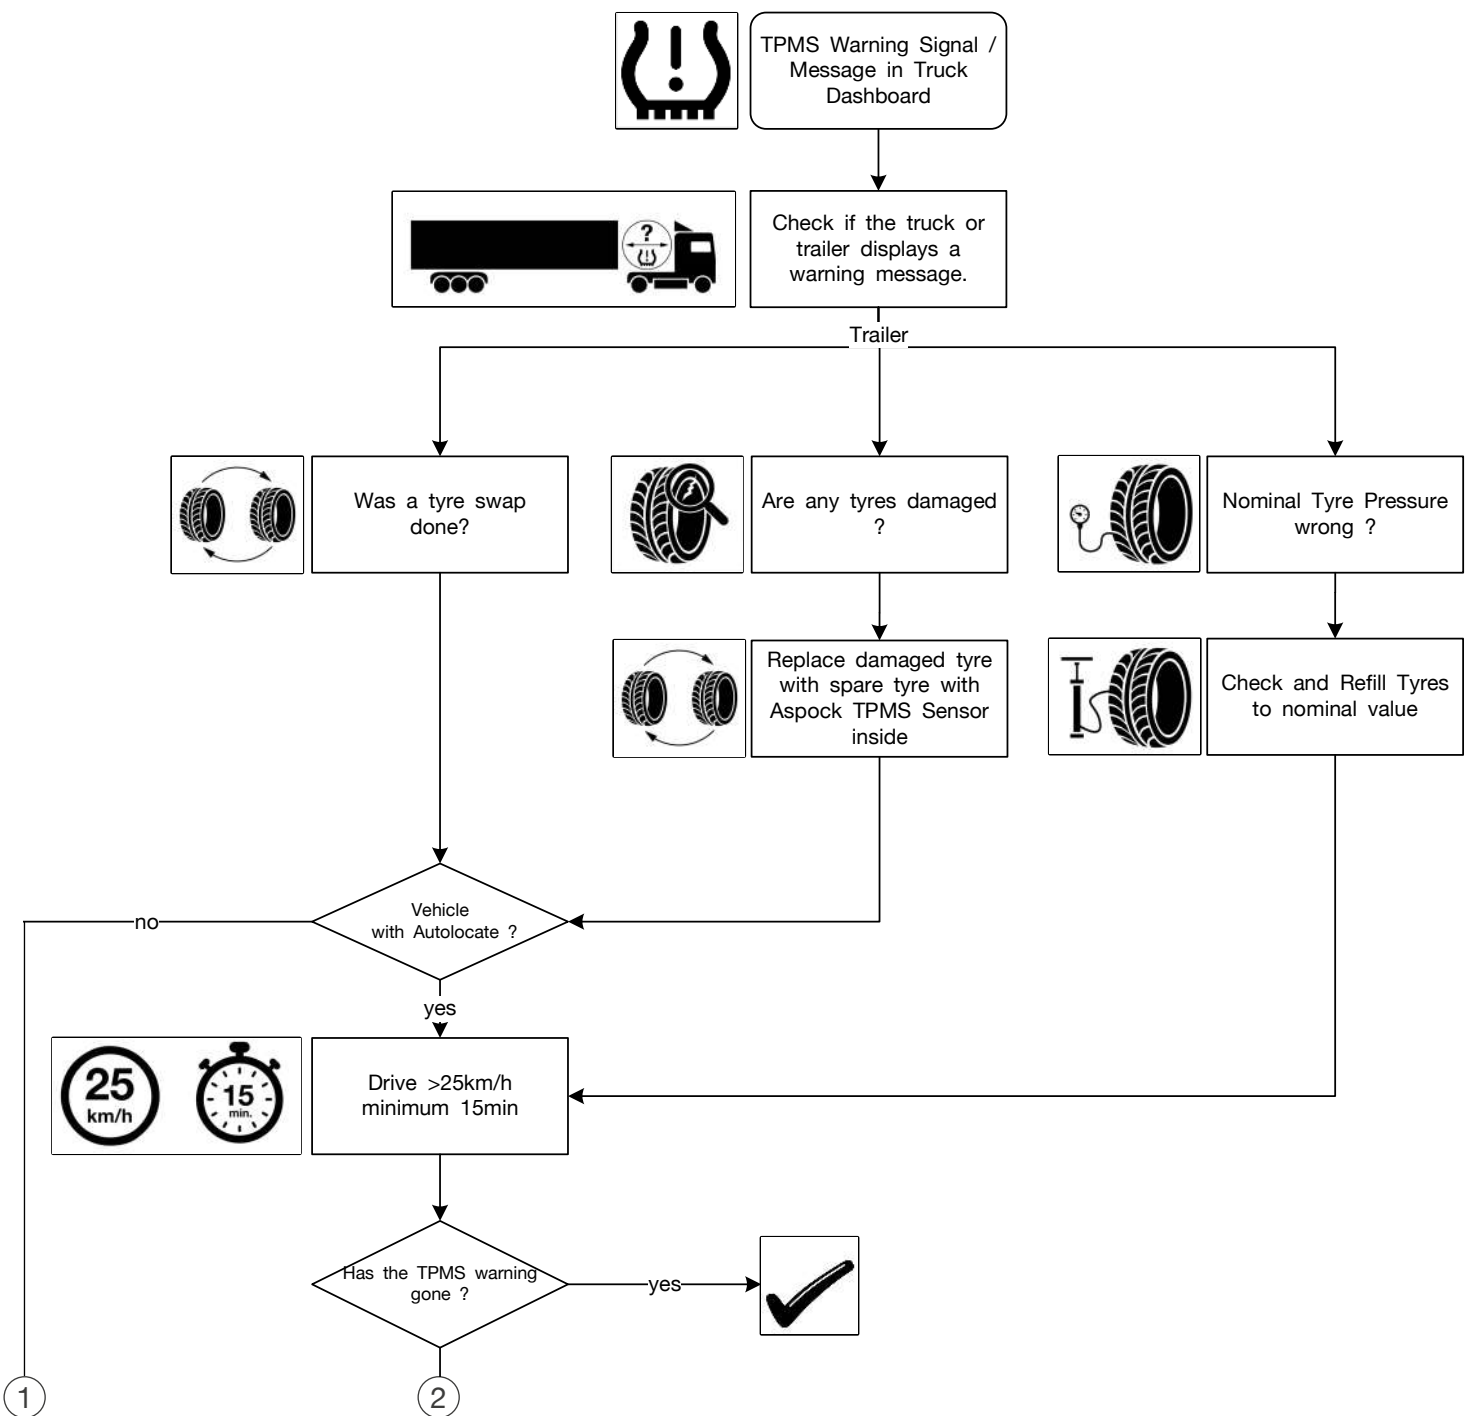 TPMS Warning Signal /
Message in Truck
Dashboard
?
Check if the truck or
trailer displays a
warning message.
Trailer
Was a tyre swap
done?
Are any tyres damaged
?
Nominal Tyre Pressure
wrong ?
Replace damaged tyre
with spare tyre with
Aspock TPMS Sensor
inside
Check and Refill Tyres
to nominal value
Vehicle
with Autolocate ?
no
yes
25
km/h
15
min.
Drive >25km/h
minimum 15min
Has the TPMS warning
gone ?
yes
1
2